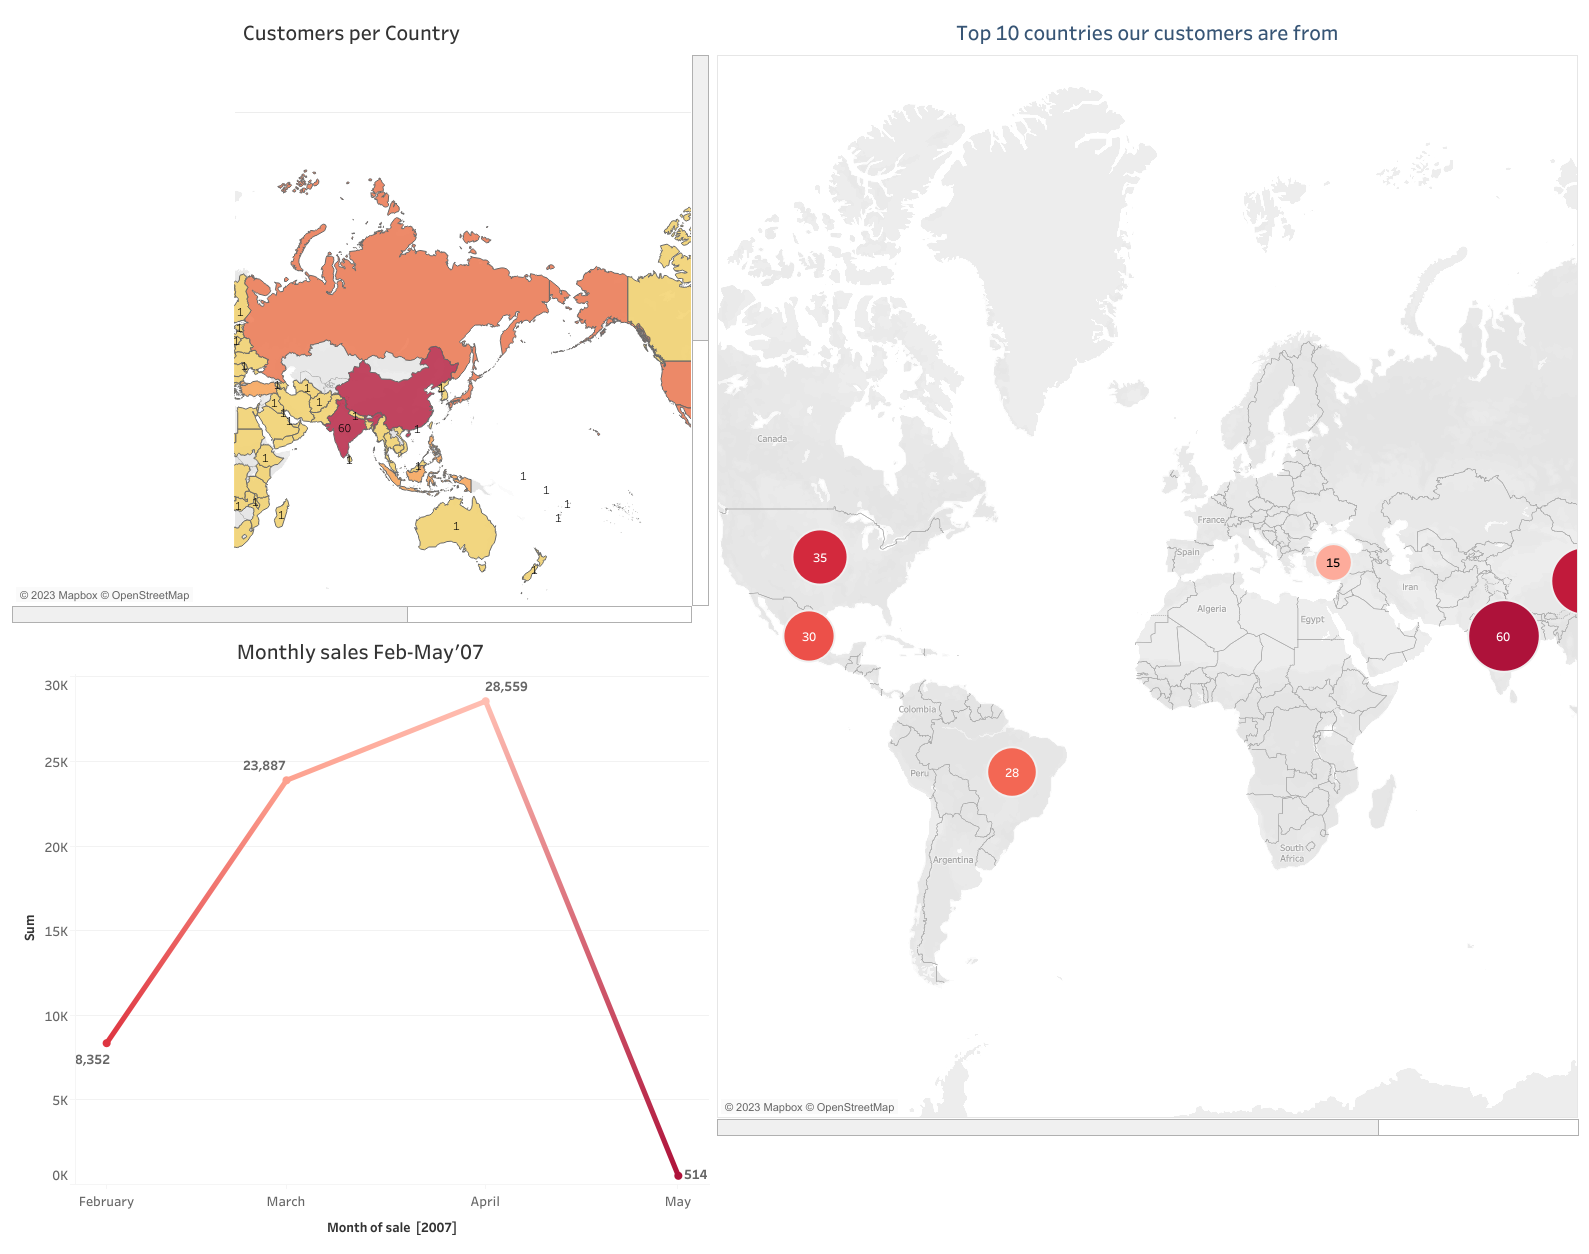 Customers per Country
Top 10 countries our customers are from
1
1
1
1
1
1
1
1
1
1
1
60
1
1
1
1
1
1
1
1
1
1
1
1
1
1
© 2023 Mapbox © OpenStreetMap
Canada
France
Spain
35
15
Iran
Algeria
Egypt
30
60
Colombia
Peru
28
Argentina
South
Africa
© 2023 Mapbox © OpenStreetMap
Monthly sales Feb-May'07
30K
25K
20K
15K
10K
5K
0K
Sum
28,559
23,887
8,352
514
February
March
April
May
Month of sale [2007]